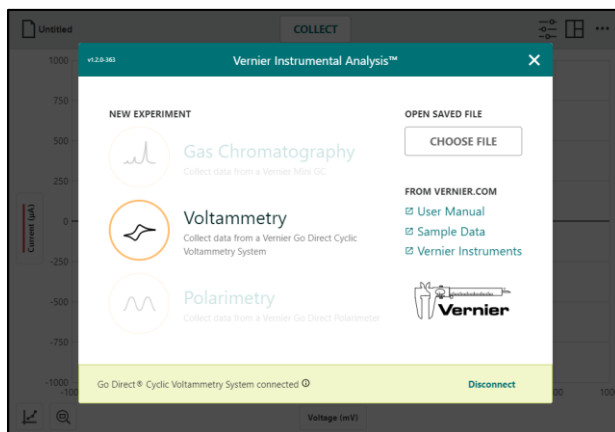 Untitled
COLLECT
v1.2.0-363
Vernier Instrumental Analysis™
NEW EXPERIMENT
Gas Chromatography
Collect data from a Vernier Mini GC
Voltammetry
Collect data from a Vernier Go Direct Cyclic
Voltammetry System
Polarimetry
Collect data from a Vernier Go Direct Polarimeter
OPEN SAVED FILE
CHOOSE FILE
FROM VERNIER.COM
User Manual
Sample Data
Vernier Instruments
Vernier
Go Direct® Cyclic Voltammetry System connected
Disconnect
1000
750
500
250
0
-250
-500
-750
-1000
Current (µA)
Voltage (mV)